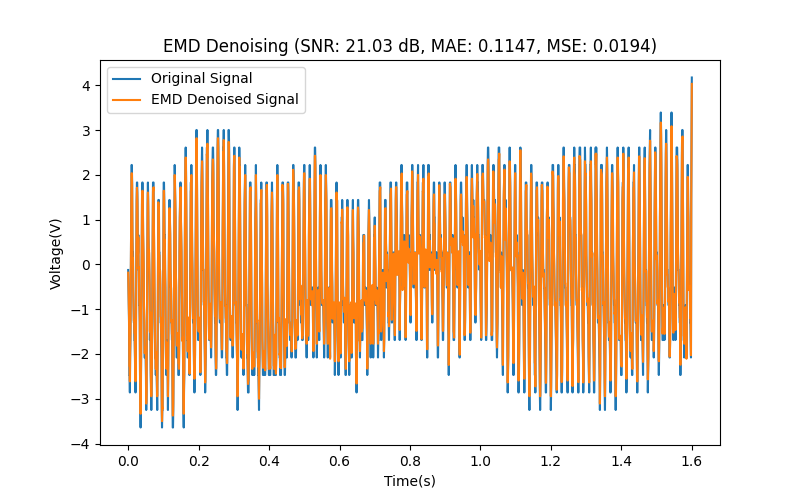 EMD Denoising (SNR: 21.03 dB, MAE: 0.1147, MSE: 0.0194)
Original Signal
EMD Denoised Signal
Voltage(V)
4
3
2
1
0
−1
−2
−3
−4
0.0 0.2 0.4 0.6 0.8 1.0 1.2 1.4 1.6
Time(s)